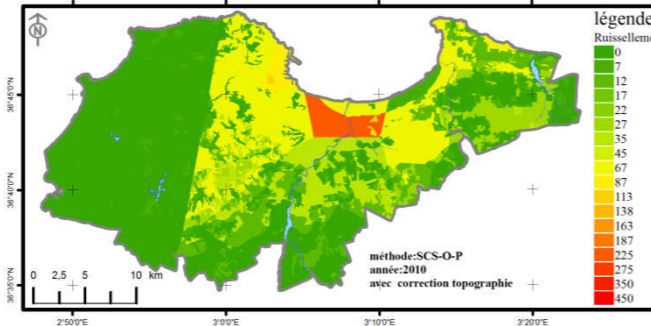 légende
Ruisselleme
0
7
12
17
22
27
35
45
67
87
113
138
163
187
225
275
350
450
N
36°45'0"N
36°40'0"N
36°35'0"N
méthode:SCS-O-P
année:2010
avec correction topographie
0 2,5 5 10 km
2°50'0"E 3°0'0"E 3°10'0"E 3°20'0"E